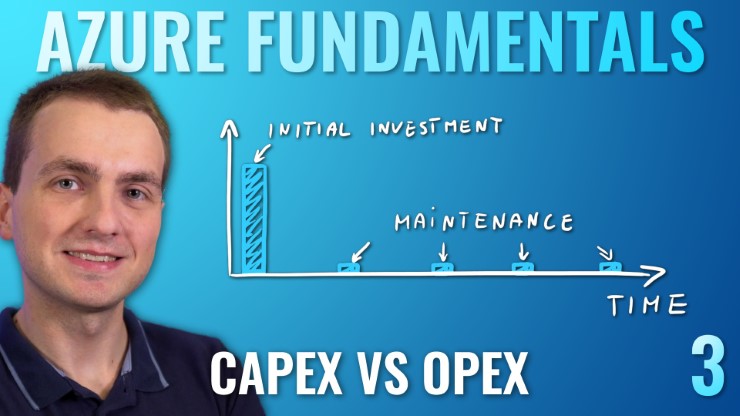 AZURE FUNDAMENTALS
INITIAL INVESTMENT
MAiNTENANCE
TIME
CAPEX VS OPEX
3